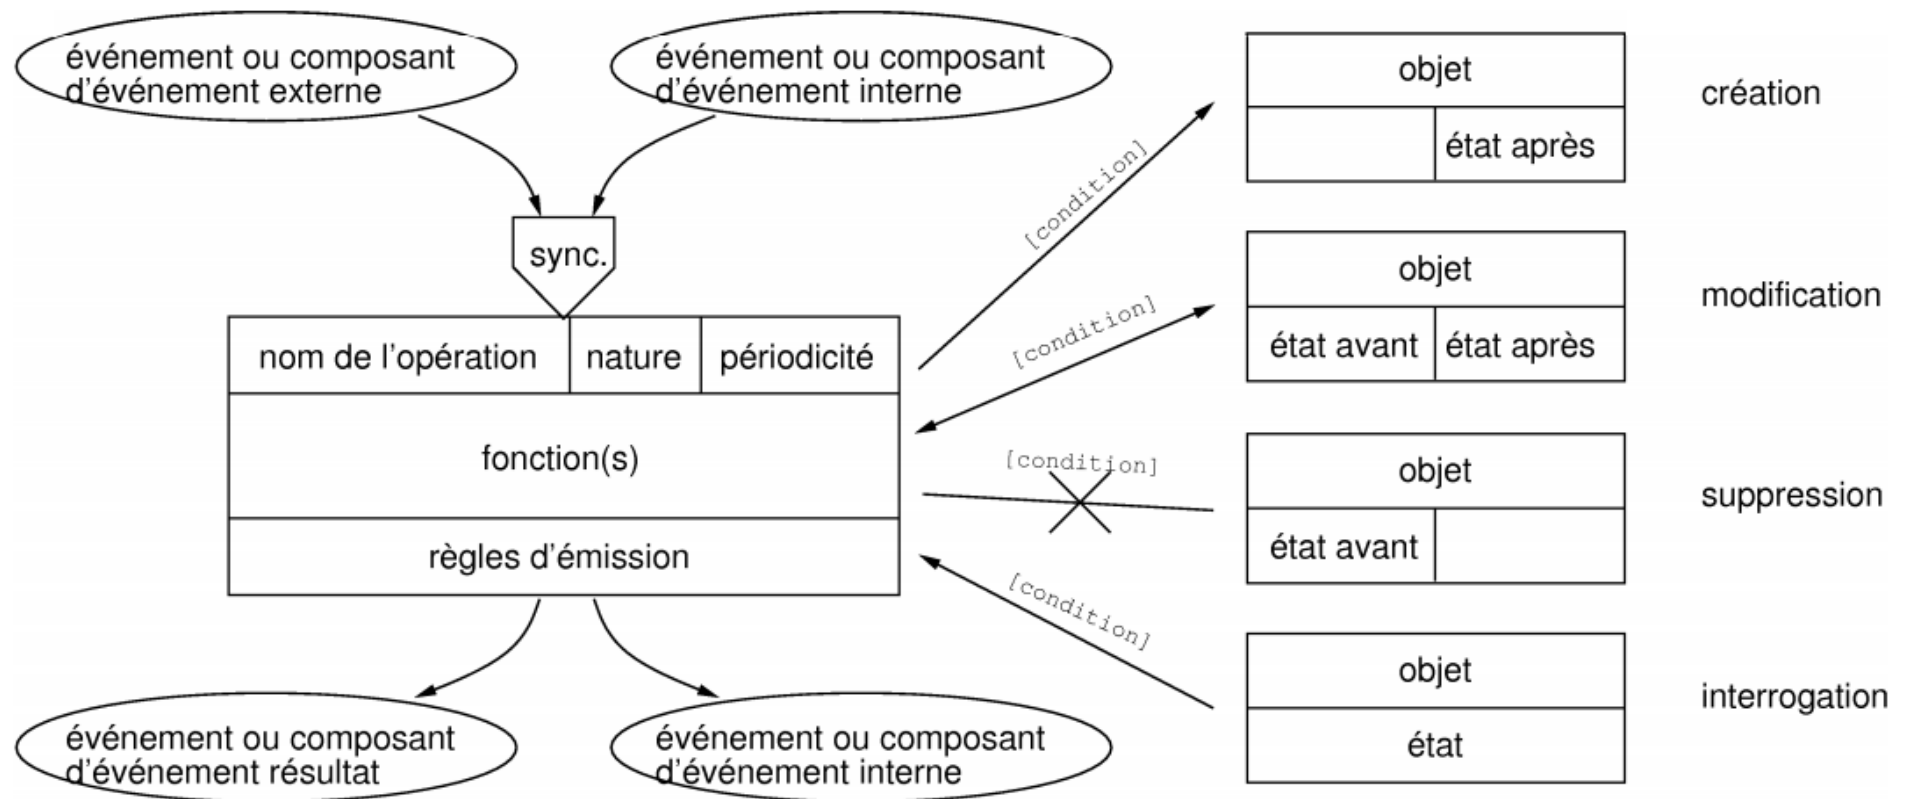 événement ou composant
d'événement externe
événement ou composant
d'événement interne
sync.
nom de l'opération
nature
périodicité
fonction(s)
règles d'émission
événement ou composant
d'événement résultat
événement ou composant
d'événement interne
[condition]
objet
état après
création
[condition]
objet
état avant
état après
modification
[condition]
objet
état avant
suppression
[condition]
objet
état
interrogation